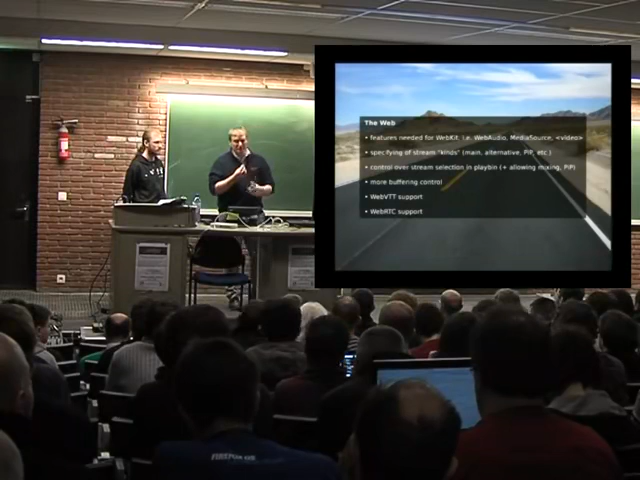 The Web
• features needed for WebKit, i.e. WebAudio, MediaSource, <video>
• specifying of stream "kinds" (main, alternative, PiP, etc.)
• control over stream selection in playbin (+ allowing mixing, PiP)
• more buffering control
• WebVTT support
• WebRTC support